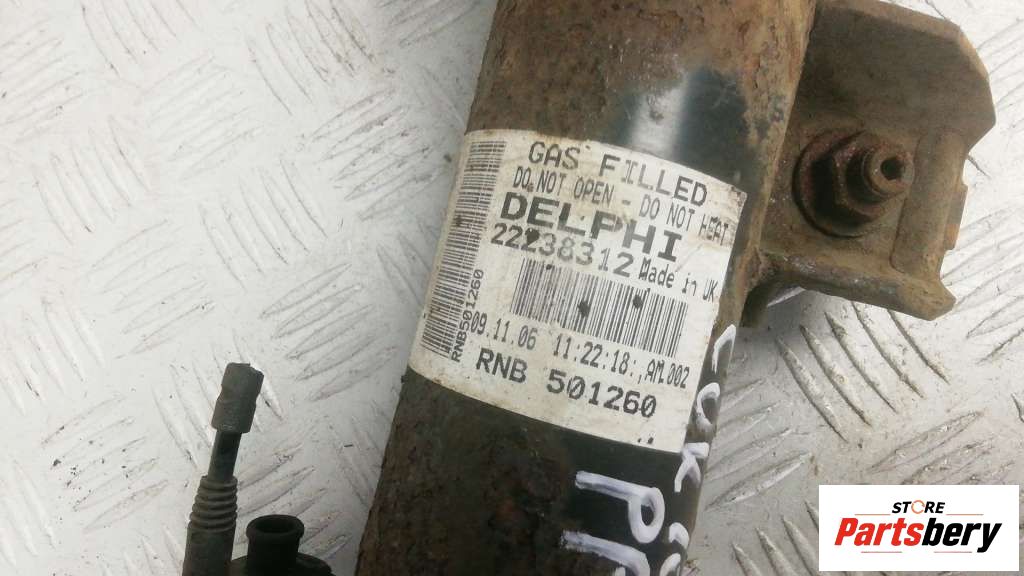 GAS FILLED
DO NOT OPEN - DO NOT HEAT
DELPHI
22238312 Made in UK
RNB501260
09.11.06 11:22:18:,AM.002
RNB 501260
STORE
Partsbery